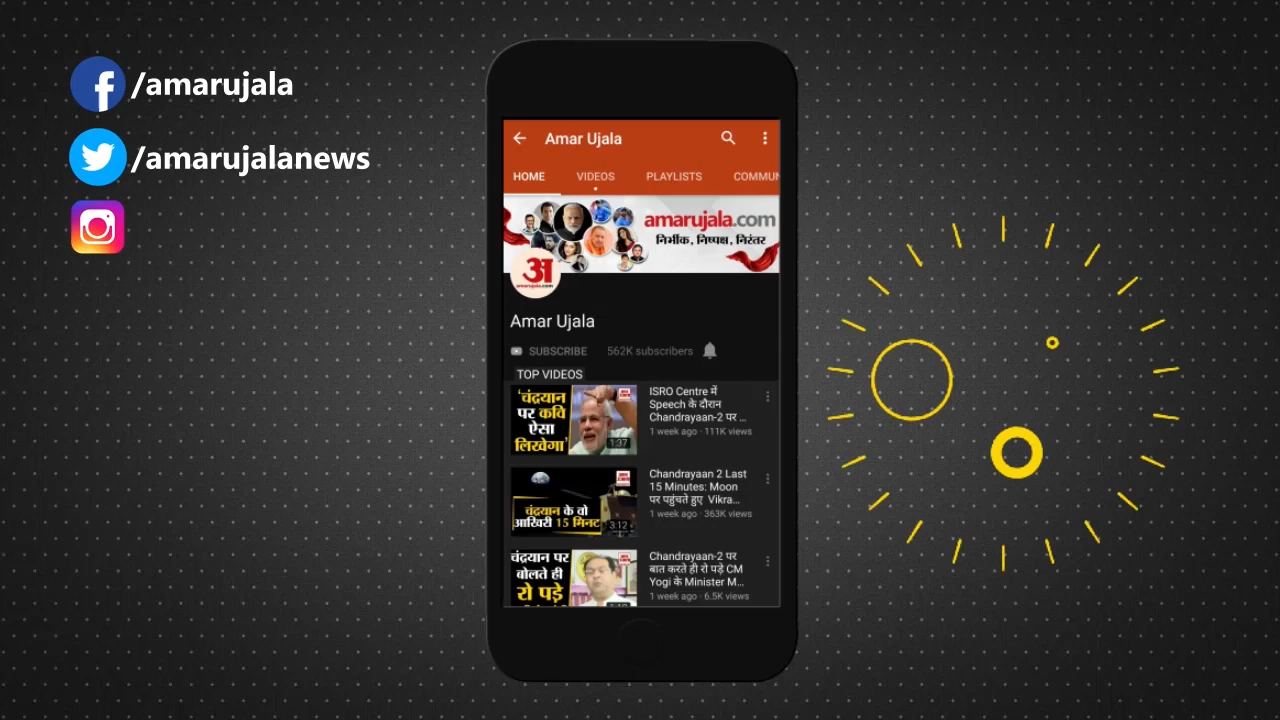 /amarujala
/amarujalanews
Amar Ujala
HOME
VIDEOS
PLAYLISTS
COMMUN
amarujala.com
निर्भीक, निष्पक्ष, निरंतर
अ
amarujala.com
Amar Ujala
SUBSCRIBE
562K subscribers
TOP VIDEOS
'चंद्रयान
पर कवि
ऐसा
लिखेगा'
1:37
ISRO Centre में
Speech के दौरान
Chandrayaan-2 पर ...
1 week ago · 111K views
चंद्रयान के वो
आखिरी 15 मिनट
3:12
Chandrayaan 2 Last
15 Minutes: Moon
पर पहुंचते हुए Vikra...
1 week ago · 363K views
चंद्रयान पर
बोलते ही
रो पड़े
Chandrayaan-2 पर
बात करते ही रो पड़े CM
Yogi के Minister M...
1 week ago · 6.5K views